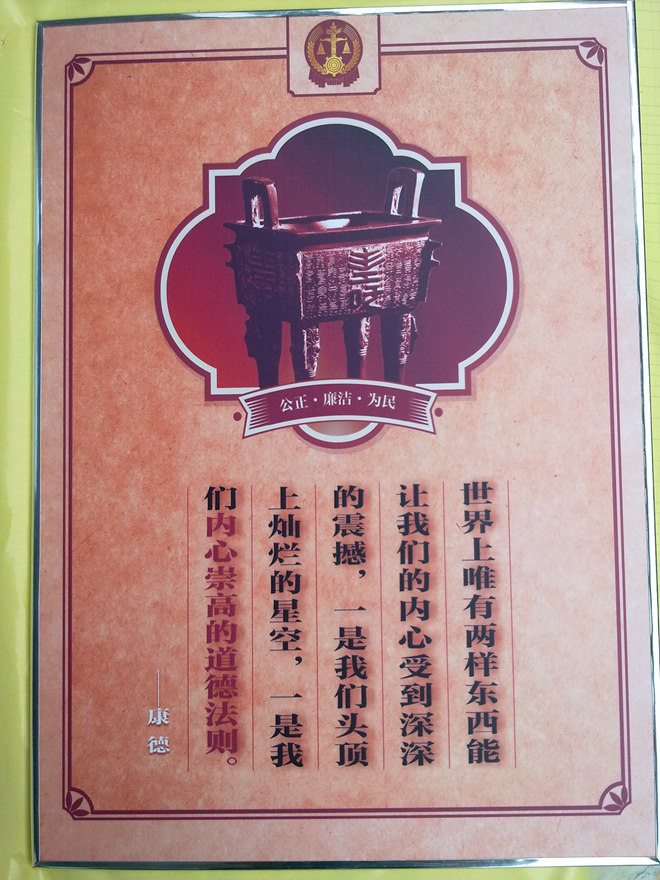 公正·廉洁·为民
世界上唯有两样东西能
让我们的内心受到深深
的震撼，一是我们头顶
上灿烂的星空，一是我
们内心崇高的道德法则。
——康德